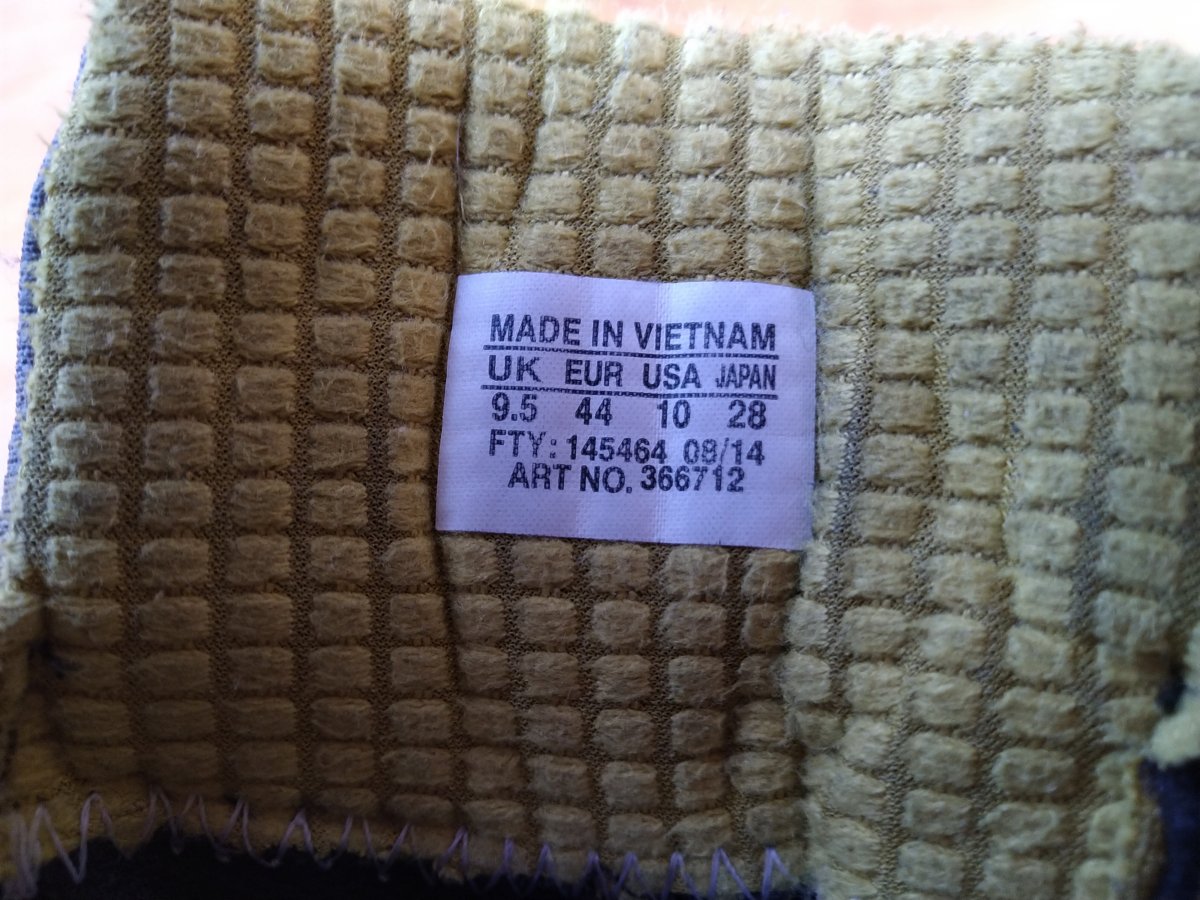 MADE IN VIETNAM
UK EUR USA JAPAN
9.5 44 10 28
FTY: 145464 08/14
ART NO. 366712